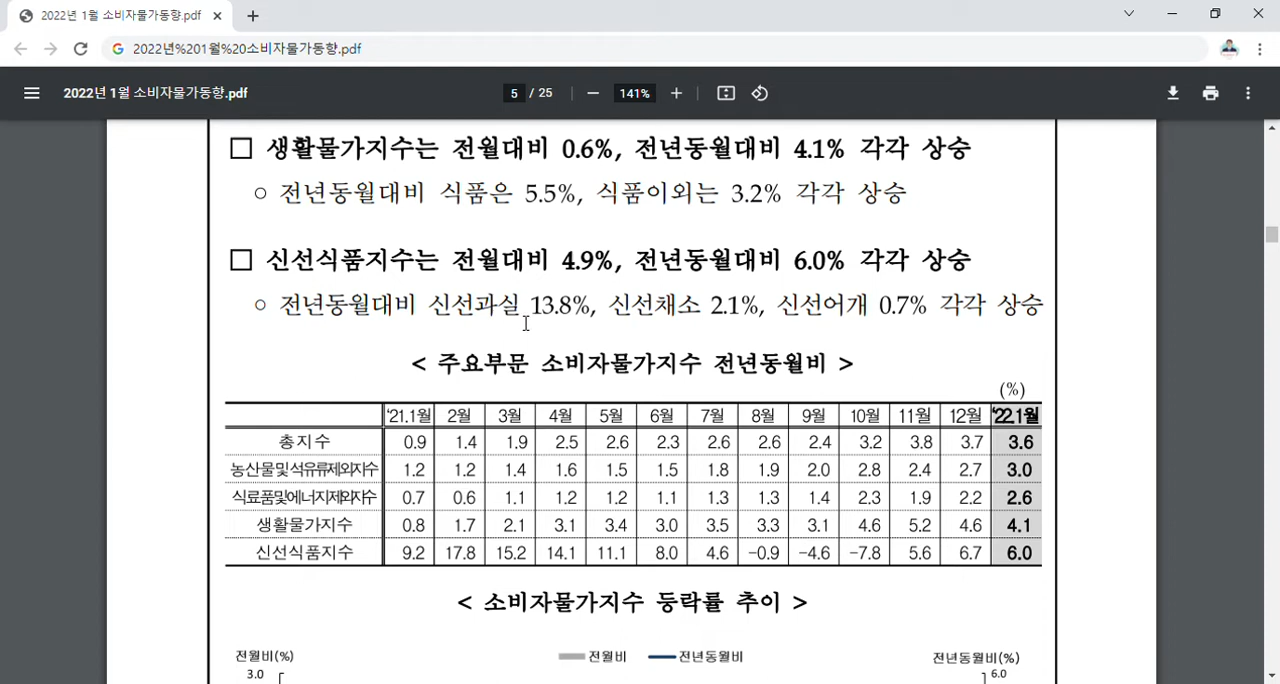 2022년 1월 소비자물가동향.pdf
2022년%201월%20소비자물가동향.pdf
2022년 1월 소비자물가동향.pdf 5 / 25 141%
□ 생활물가지수는 전월대비 0.6%, 전년동월대비 4.1% 각각 상승
○ 전년동월대비 식품은 5.5%, 식품이외는 3.2% 각각 상승
□ 신선식품지수는 전월대비 4.9%, 전년동월대비 6.0% 각각 상승
○ 전년동월대비 신선과실 13.8%, 신선채소 2.1%, 신선어개 0.7% 각각 상승
< 주요부문 소비자물가지수 전년동월비 >
(%)
'21.1월 2월 3월 4월 5월 6월 7월 8월 9월 10월 11월 12월 '22.1월
총지수 0.9 1.4 1.9 2.5 2.6 2.3 2.6 2.6 2.4 3.2 3.8 3.7 3.6
농산물및석유류제외지수 1.2 1.2 1.4 1.6 1.5 1.5 1.8 1.9 2.0 2.8 2.4 2.7 3.0
식료품및에너지제외지수 0.7 0.6 1.1 1.2 1.2 1.1 1.3 1.3 1.4 2.3 1.9 2.2 2.6
생활물가지수 0.8 1.7 2.1 3.1 3.4 3.0 3.5 3.3 3.1 4.6 5.2 4.6 4.1
신선식품지수 9.2 17.8 15.2 14.1 11.1 8.0 4.6 -0.9 -4.6 -7.8 5.6 6.7 6.0
< 소비자물가지수 등락률 추이 >
전월비(%) 전월비 전년동월비 전년동월비(%)
3.0 6.0